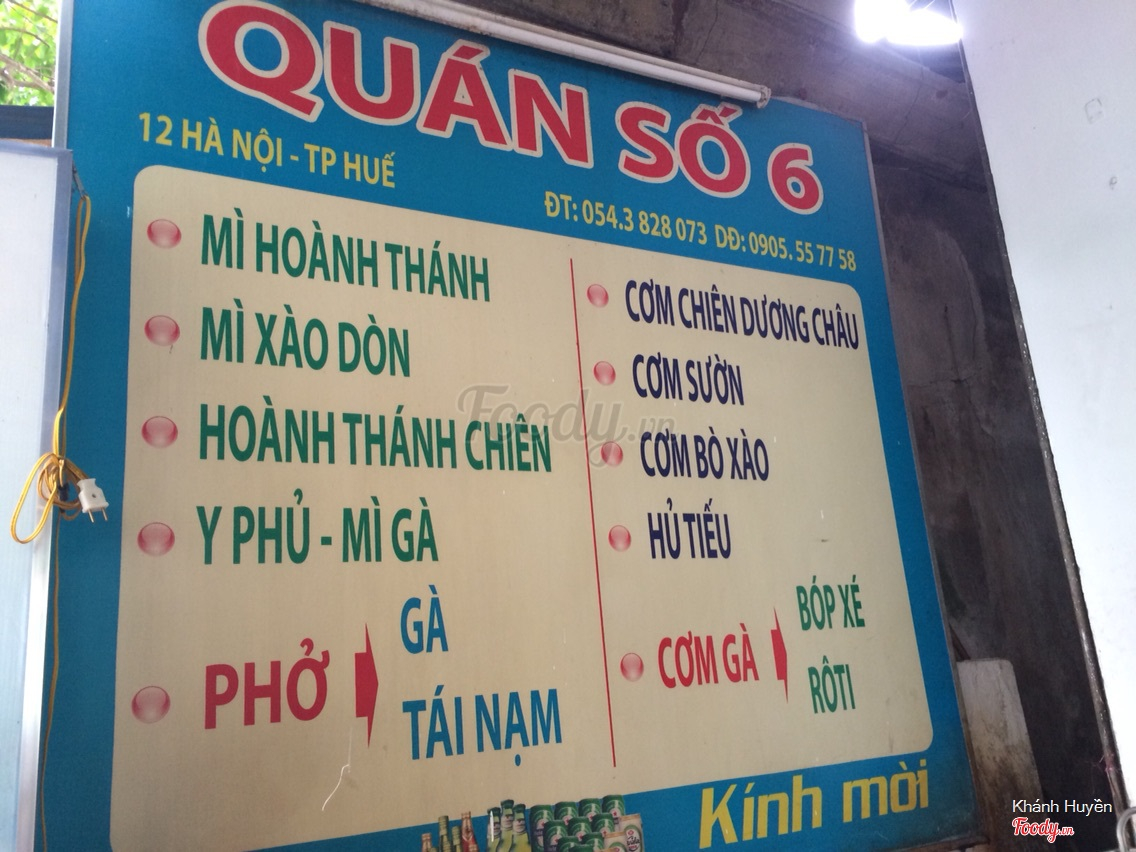 QUÁN SỐ 6
12 HÀ NỘI - TP HUẾ
ĐT: 054.3 828 073 DĐ: 0905. 55 77 58
MÌ HOÀNH THÁNH
MÌ XÀO DÒN
HOÀNH THÁNH CHIÊN
Y PHỦ - MÌ GÀ
PHỞ
GÀ
TÁI NẠM
CƠM CHIÊN DƯƠNG CHÂU
CƠM SƯỜN
CƠM BÒ XÀO
HỦ TIẾU
CƠM GÀ
BÓP XÉ
RÔTI
Kính mời
Foody.vn
Khánh Huyền
Foody.vn